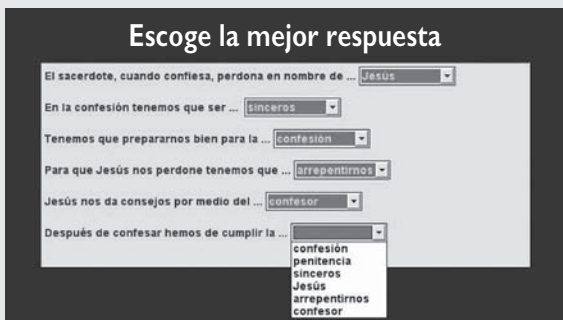 Escoge la mejor respuesta
El sacerdote, cuando confiesa, perdona en nombre de ... Jesús
En la confesión tenemos que ser ... sinceros
Tenemos que prepararnos bien para la ... confesión
Para que Jesús nos perdone tenemos que ... arrepentirnos
Jesús nos da consejos por medio del ... confesor
Después de confesar hemos de cumplir la ...
confesión
penitencia
sinceros
Jesús
arrepentirnos
confesor